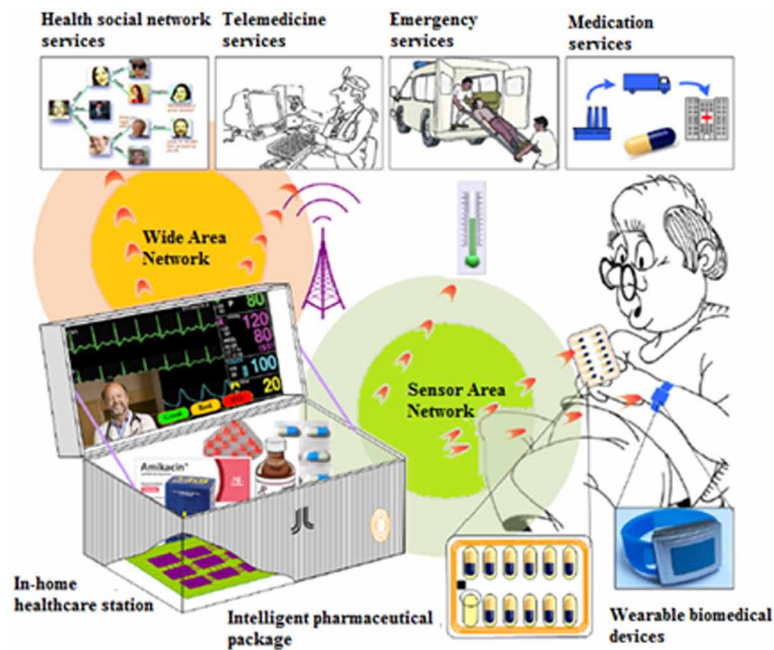 Health social network
services
Telemedicine
services
Emergency
services
Medication
services
Wide Area
Network
80
120
80
100
20
Sensor Area
Network
Amikacin
In-home
healthcare station
Intelligent pharmaceutical
package
Wearable biomedical
devices